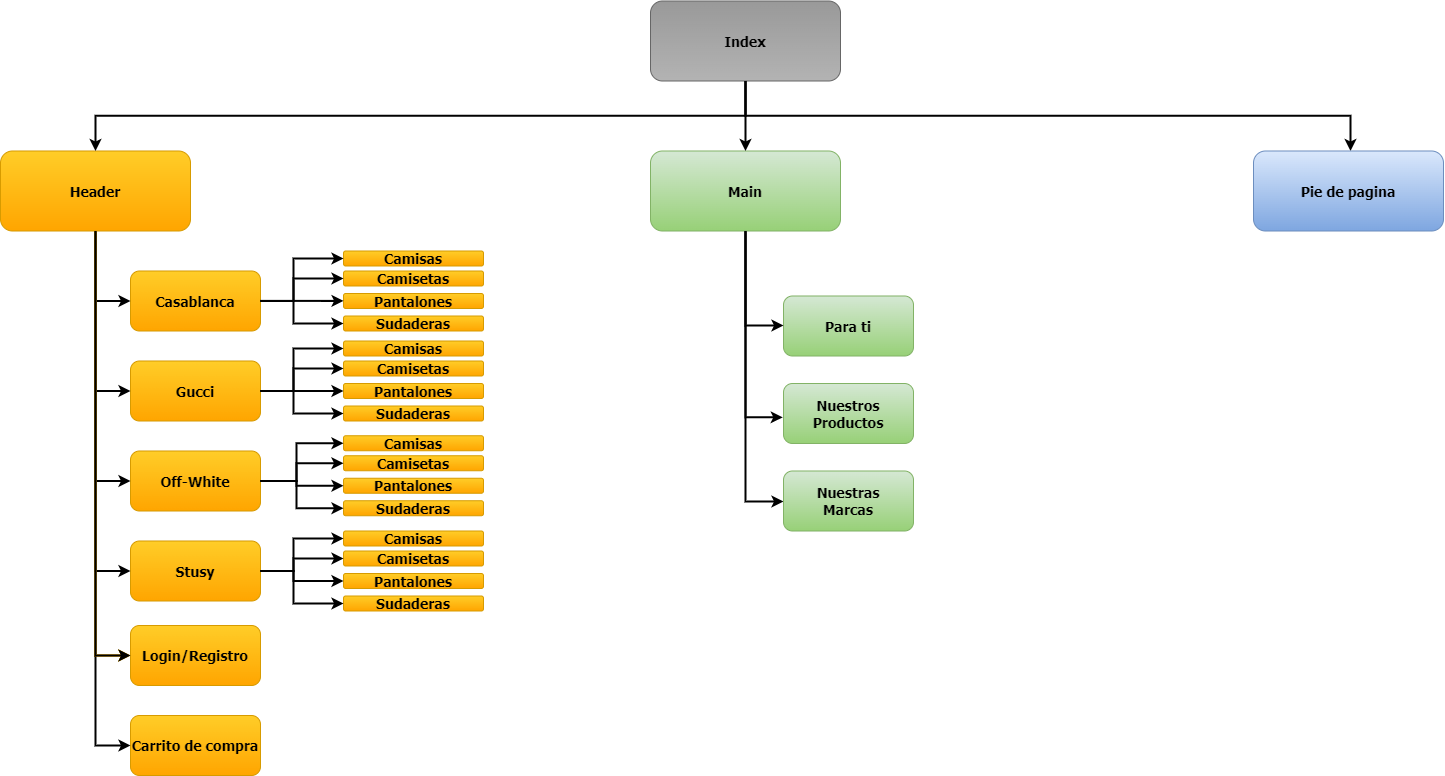 Index
Header
Main
Pie de pagina
Casablanca
Camisas
Camisetas
Pantalones
Sudaderas
Gucci
Camisas
Camisetas
Pantalones
Sudaderas
Off-White
Camisas
Camisetas
Pantalones
Sudaderas
Stusy
Camisas
Camisetas
Pantalones
Sudaderas
Login/Registro
Carrito de compra
Para ti
Nuestros
Productos
Nuestras
Marcas